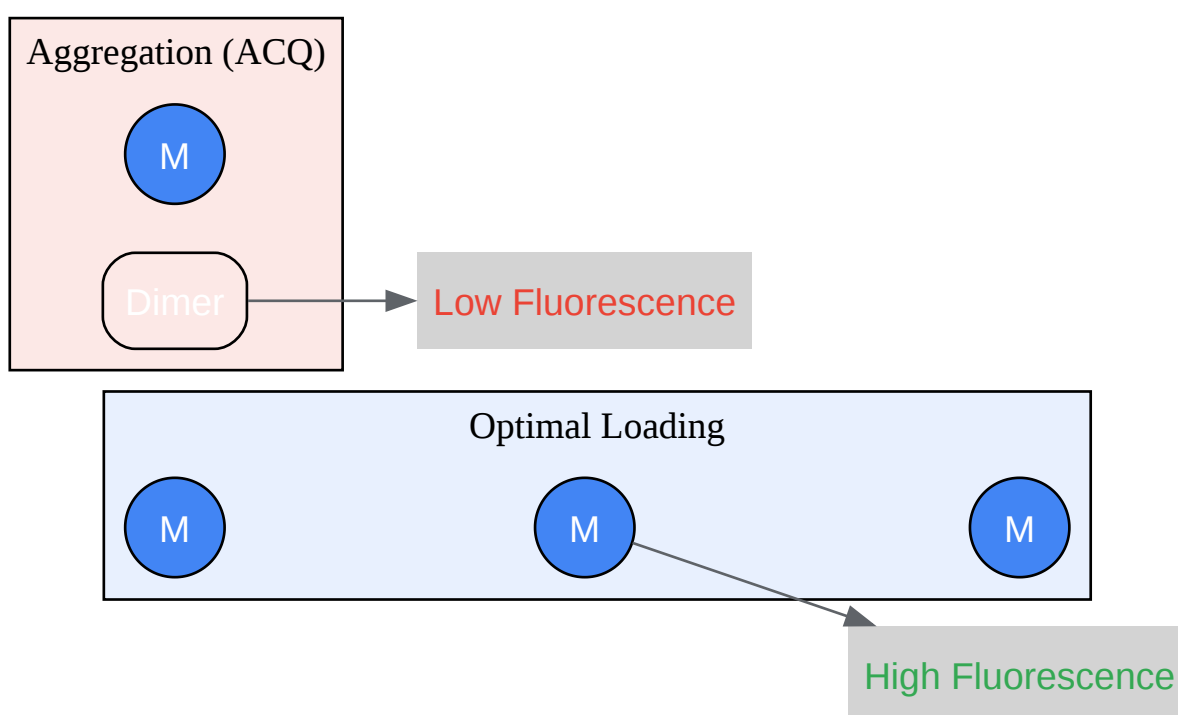 Aggregation (ACQ)
M
Dimer
Low Fluorescence
Optimal Loading
M
M
M
High Fluorescence